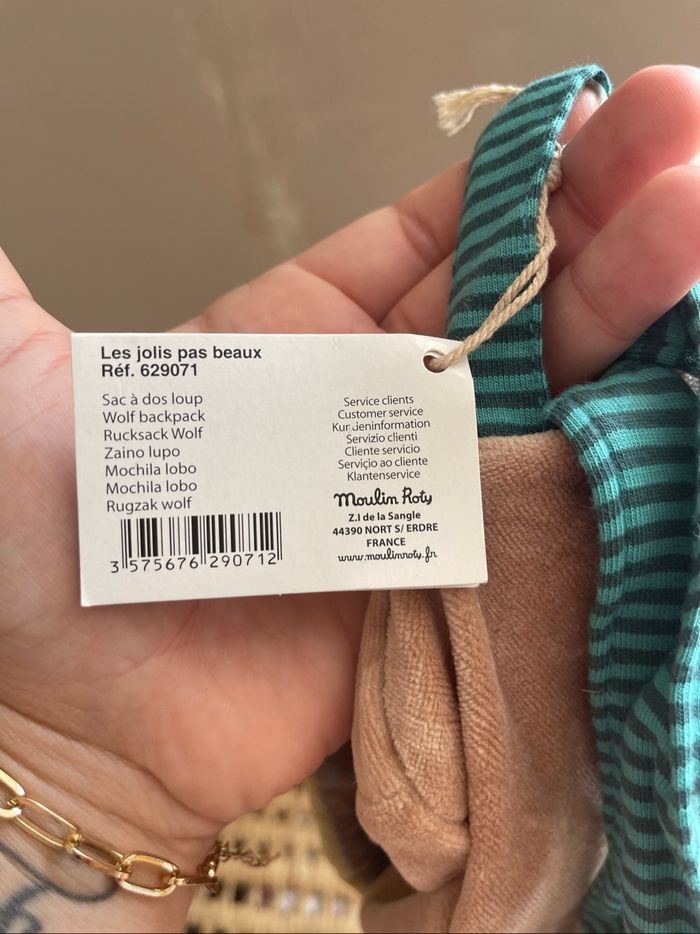 Les jolis pas beaux
Réf. 629071
Sac à dos loup
Wolf backpack
Rucksack Wolf
Zaino lupo
Mochila lobo
Mochila lobo
Rugzak wolf
3 575676 290712
Service clients
Customer service
Kundeninformation
Servizio clienti
Cliente servicio
Serviçio ao cliente
Klantenservice
Moulin Roty
Z.I de la Sangle
44390 NORT S/ ERDRE
FRANCE
www.moulinroty.fr